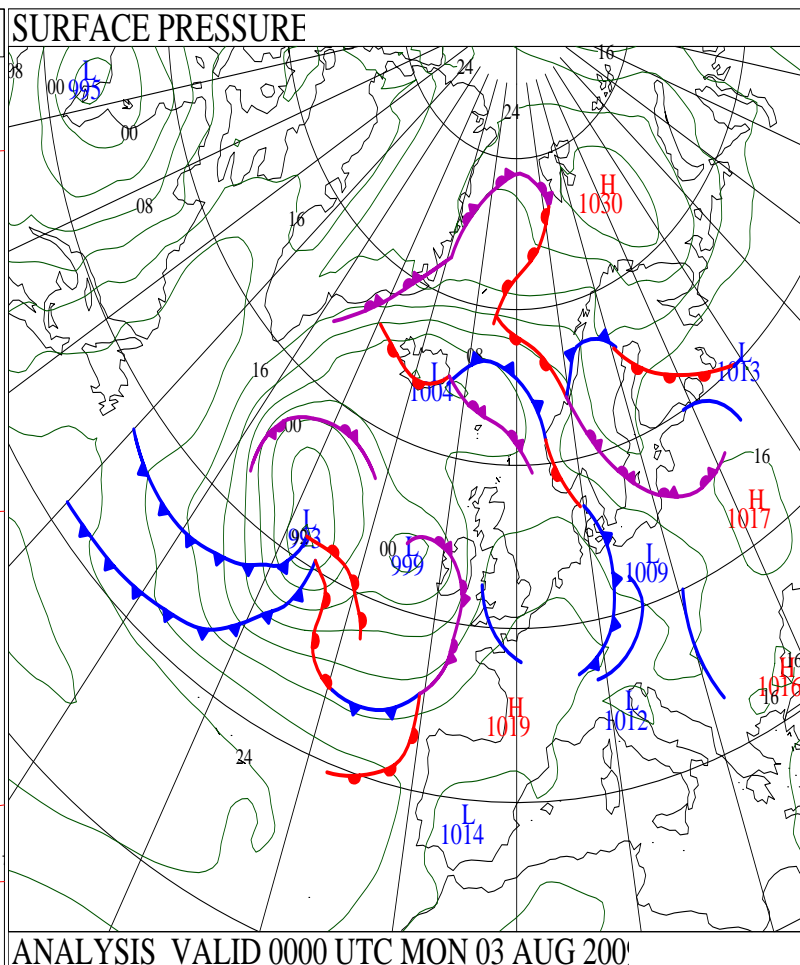 SURFACE PRESSURE
16
24
L
98
00
995
24
00
H
1030
08
16
L
08
1013
16
L
1004
00
16
H
1017
L
993
00
L
999
L
1009
H
1016
16
H
1019
L
1012
24
L
1014
ANALYSIS VALID 0000 UTC MON 03 AUG 200